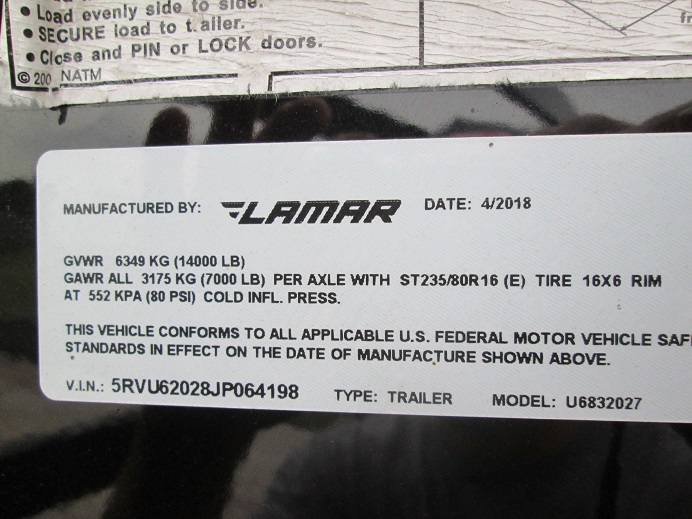 • Load evenly side to side.
• SECURE load to trailer.
• Close and PIN or LOCK doors.
© 200 NATM
MANUFACTURED BY: LAMAR DATE: 4/2018
GVWR 6349 KG (14000 LB)
GAWR ALL 3175 KG (7000 LB) PER AXLE WITH ST235/80R16 (E) TIRE 16X6 RIM
AT 552 KPA (80 PSI) COLD INFL. PRESS.
THIS VEHICLE CONFORMS TO ALL APPLICABLE U.S. FEDERAL MOTOR VEHICLE SAF
STANDARDS IN EFFECT ON THE DATE OF MANUFACTURE SHOWN ABOVE.
V.I.N.: 5RVU62028JP064198 TYPE: TRAILER MODEL: U6832027